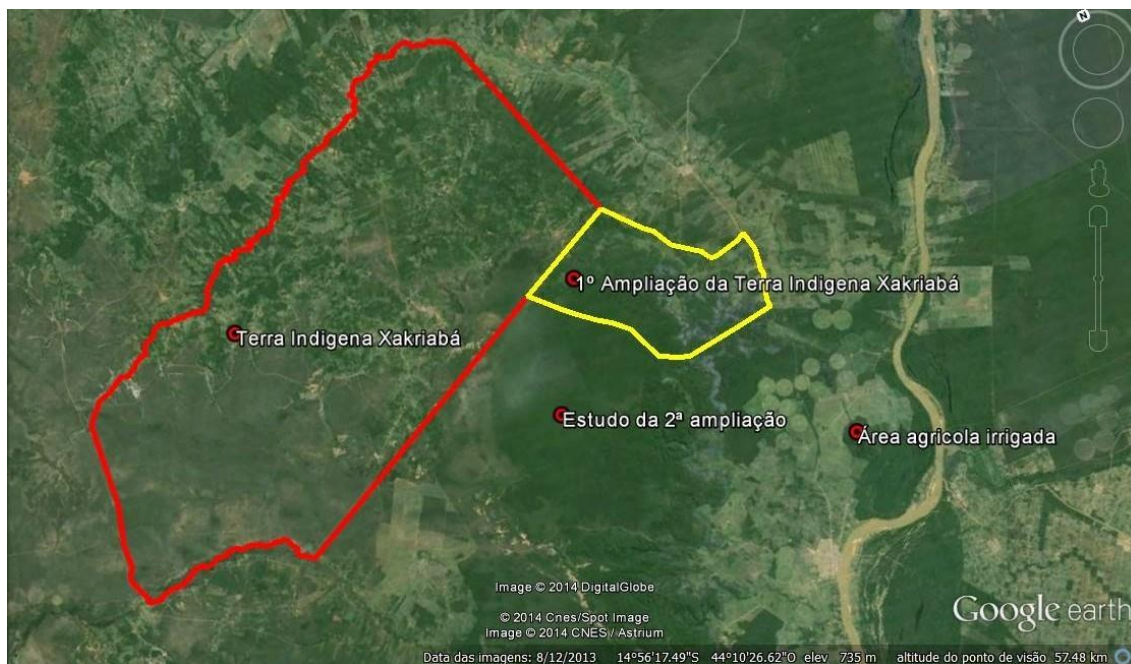 N
1º Ampliação da Terra Indigena Xakriabá
Terra Indigena Xakriabá
Estudo da 2ª ampliação
Área agricola irrigada
Image © 2014 DigitalGlobe
© 2014 Cnes/Spot Image
Image © 2014 CNES / Astrium
Google earth
Data das imagens: 8/12/2013 14°56'17.49"S 44°10'26.62"O elev 735 m altitude do ponto de visão 57.48 km